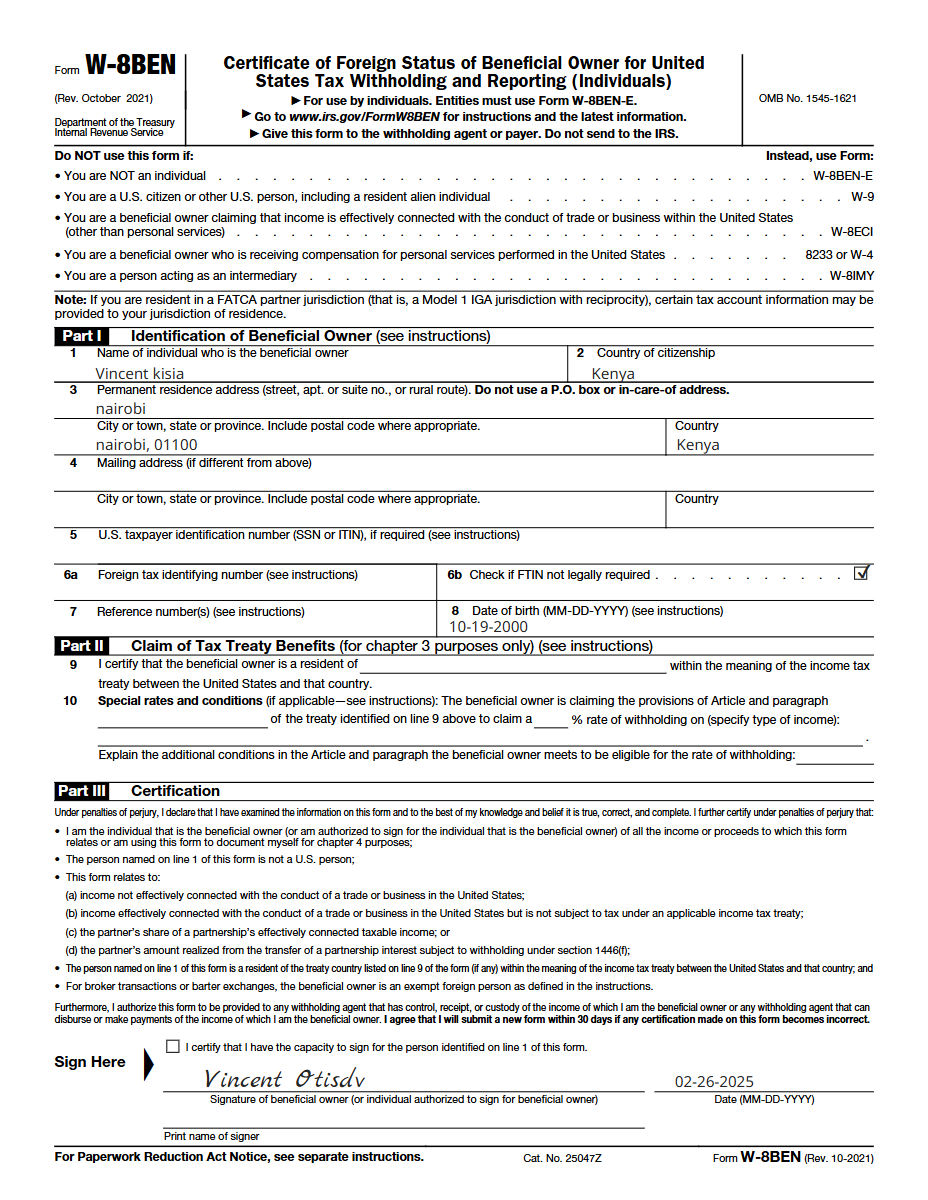 Form W-8BEN
(Rev. October 2021)
Department of the Treasury
Internal Revenue Service
Certificate of Foreign Status of Beneficial Owner for United
States Tax Withholding and Reporting (Individuals)
▶ For use by individuals. Entities must use Form W-8BEN-E.
▶ Go to www.irs.gov/FormW8BEN for instructions and the latest information.
▶ Give this form to the withholding agent or payer. Do not send to the IRS.
OMB No. 1545-1621
Do NOT use this form if: Instead, use Form:
• You are NOT an individual . . . . . . . . . . . . . . . . . . . . . . . . . . . . . . . . . . W-8BEN-E
• You are a U.S. citizen or other U.S. person, including a resident alien individual . . . . . . . . . . . . . . . . . . . W-9
• You are a beneficial owner claiming that income is effectively connected with the conduct of trade or business within the United States
(other than personal services) . . . . . . . . . . . . . . . . . . . . . . . . . . . . . . . . . W-8ECI
• You are a beneficial owner who is receiving compensation for personal services performed in the United States . . . . . . . 8233 or W-4
• You are a person acting as an intermediary . . . . . . . . . . . . . . . . . . . . . . . . . . . . . W-8IMY
Note: If you are resident in a FATCA partner jurisdiction (that is, a Model 1 IGA jurisdiction with reciprocity), certain tax account information may be
provided to your jurisdiction of residence.
Part I Identification of Beneficial Owner (see instructions)
1 Name of individual who is the beneficial owner
Vincent kisia
2 Country of citizenship
Kenya
3 Permanent residence address (street, apt. or suite no., or rural route). Do not use a P.O. box or in-care-of address.
nairobi
City or town, state or province. Include postal code where appropriate.
nairobi, 01100
Country
Kenya
4 Mailing address (if different from above)
City or town, state or province. Include postal code where appropriate.
Country
5 U.S. taxpayer identification number (SSN or ITIN), if required (see instructions)
6a Foreign tax identifying number (see instructions)
6b Check if FTIN not legally required . . . . . . . . . . .
7 Reference number(s) (see instructions)
8 Date of birth (MM-DD-YYYY) (see instructions)
10-19-2000
Part II Claim of Tax Treaty Benefits (for chapter 3 purposes only) (see instructions)
9 I certify that the beneficial owner is a resident of within the meaning of the income tax
treaty between the United States and that country.
10 Special rates and conditions (if applicable—see instructions): The beneficial owner is claiming the provisions of Article and paragraph
of the treaty identified on line 9 above to claim a % rate of withholding on (specify type of income):
.
Explain the additional conditions in the Article and paragraph the beneficial owner meets to be eligible for the rate of withholding:
Part III Certification
Under penalties of perjury, I declare that I have examined the information on this form and to the best of my knowledge and belief it is true, correct, and complete. I further certify under penalties of perjury that:
• I am the individual that is the beneficial owner (or am authorized to sign for the individual that is the beneficial owner) of all the income or proceeds to which this form
relates or am using this form to document myself for chapter 4 purposes;
• The person named on line 1 of this form is not a U.S. person;
• This form relates to:
(a) income not effectively connected with the conduct of a trade or business in the United States;
(b) income effectively connected with the conduct of a trade or business in the United States but is not subject to tax under an applicable income tax treaty;
(c) the partner's share of a partnership's effectively connected taxable income; or
(d) the partner's amount realized from the transfer of a partnership interest subject to withholding under section 1446(f);
• The person named on line 1 of this form is a resident of the treaty country listed on line 9 of the form (if any) within the meaning of the income tax treaty between the United States and that country; and
• For broker transactions or barter exchanges, the beneficial owner is an exempt foreign person as defined in the instructions.
Furthermore, I authorize this form to be provided to any withholding agent that has control, receipt, or custody of the income of which I am the beneficial owner or any withholding agent that can
disburse or make payments of the income of which I am the beneficial owner. I agree that I will submit a new form within 30 days if any certification made on this form becomes incorrect.
Sign Here
I certify that I have the capacity to sign for the person identified on line 1 of this form.
Vincent Otisdv
02-26-2025
Signature of beneficial owner (or individual authorized to sign for beneficial owner)
Date (MM-DD-YYYY)
Print name of signer
For Paperwork Reduction Act Notice, see separate instructions. Cat. No. 25047Z Form W-8BEN (Rev. 10-2021)